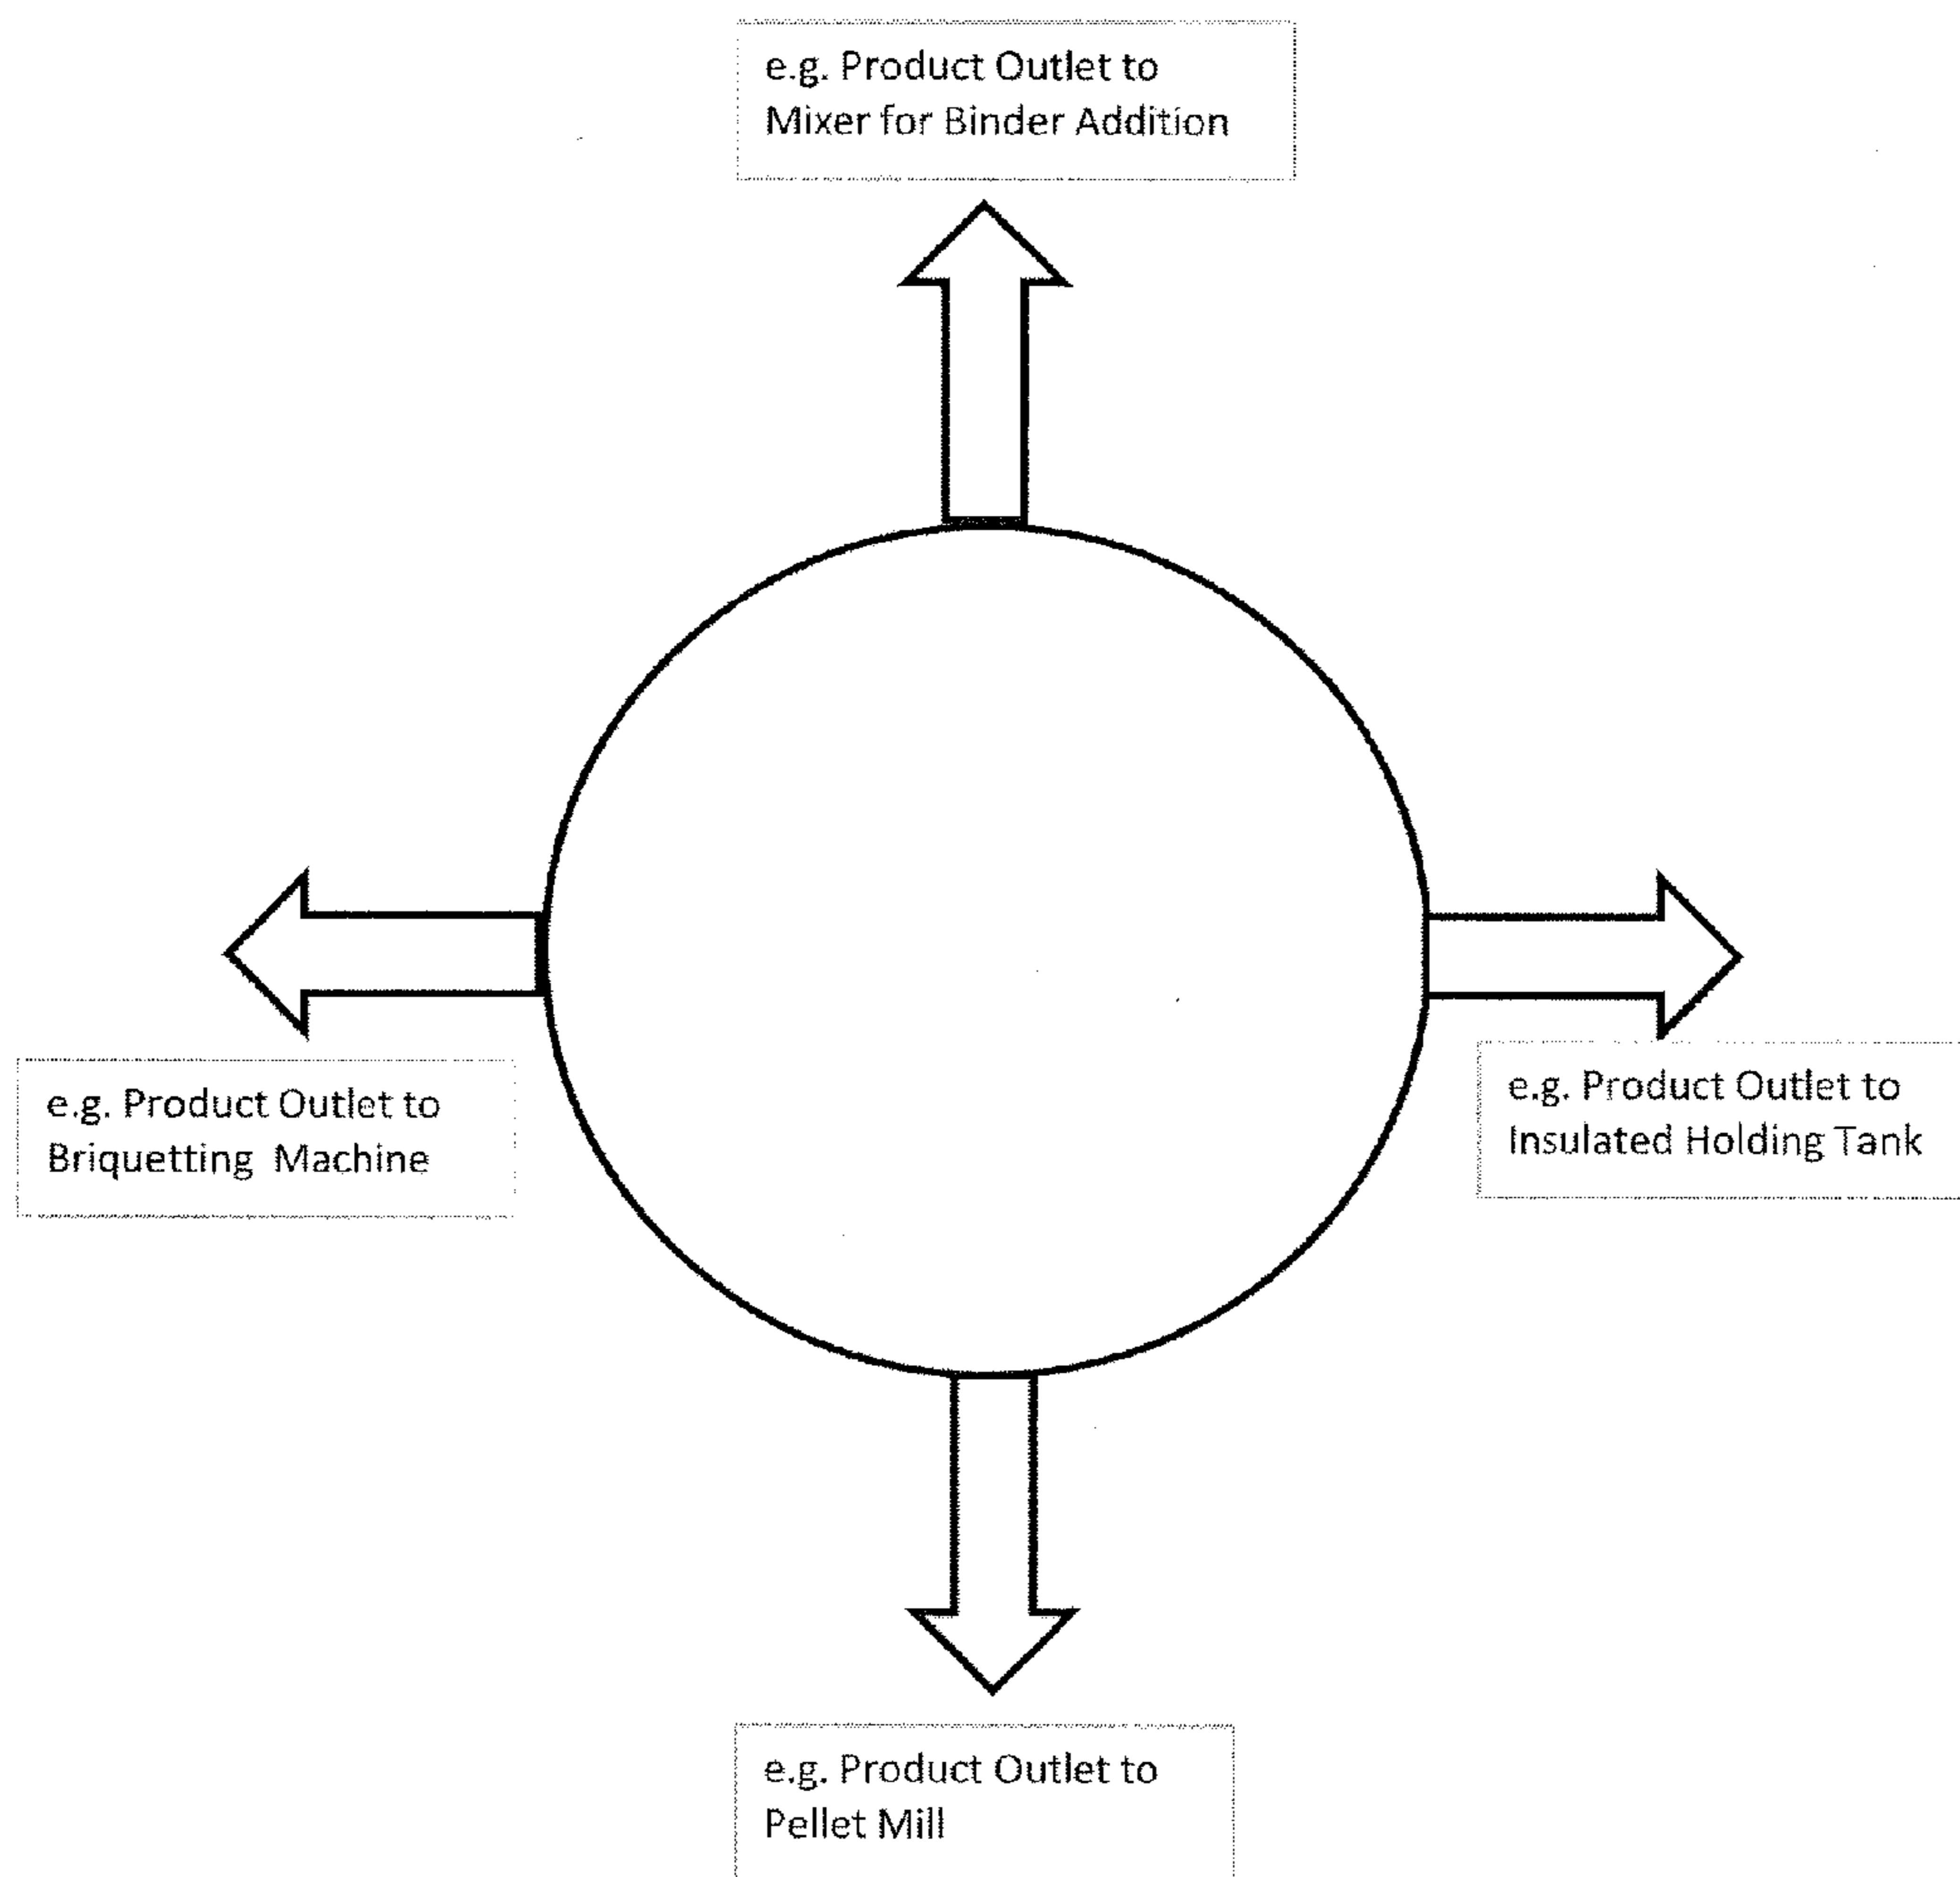 e.g. Product Outlet to
Mixer for Binder Addition
e.g. Product Outlet to
Briquetting Machine
e.g. Product Outlet to
Insulated Holding Tank
e.g. Product Outlet to
Pellet Mill